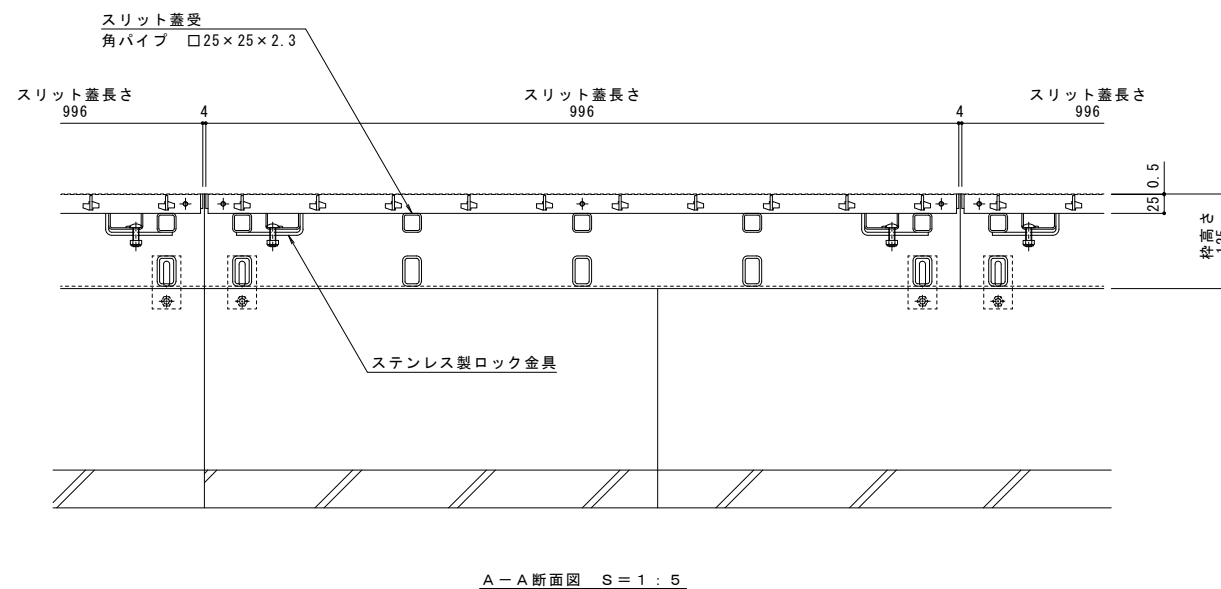 スリット蓋受
角パイプ □25×25×2.3
スリット蓋長さ
996
4
スリット蓋長さ
996
4
スリット蓋長さ
996
25 0.5
枠高さ
125
ステンレス製ロック金具
A-A断面図 S=1:5